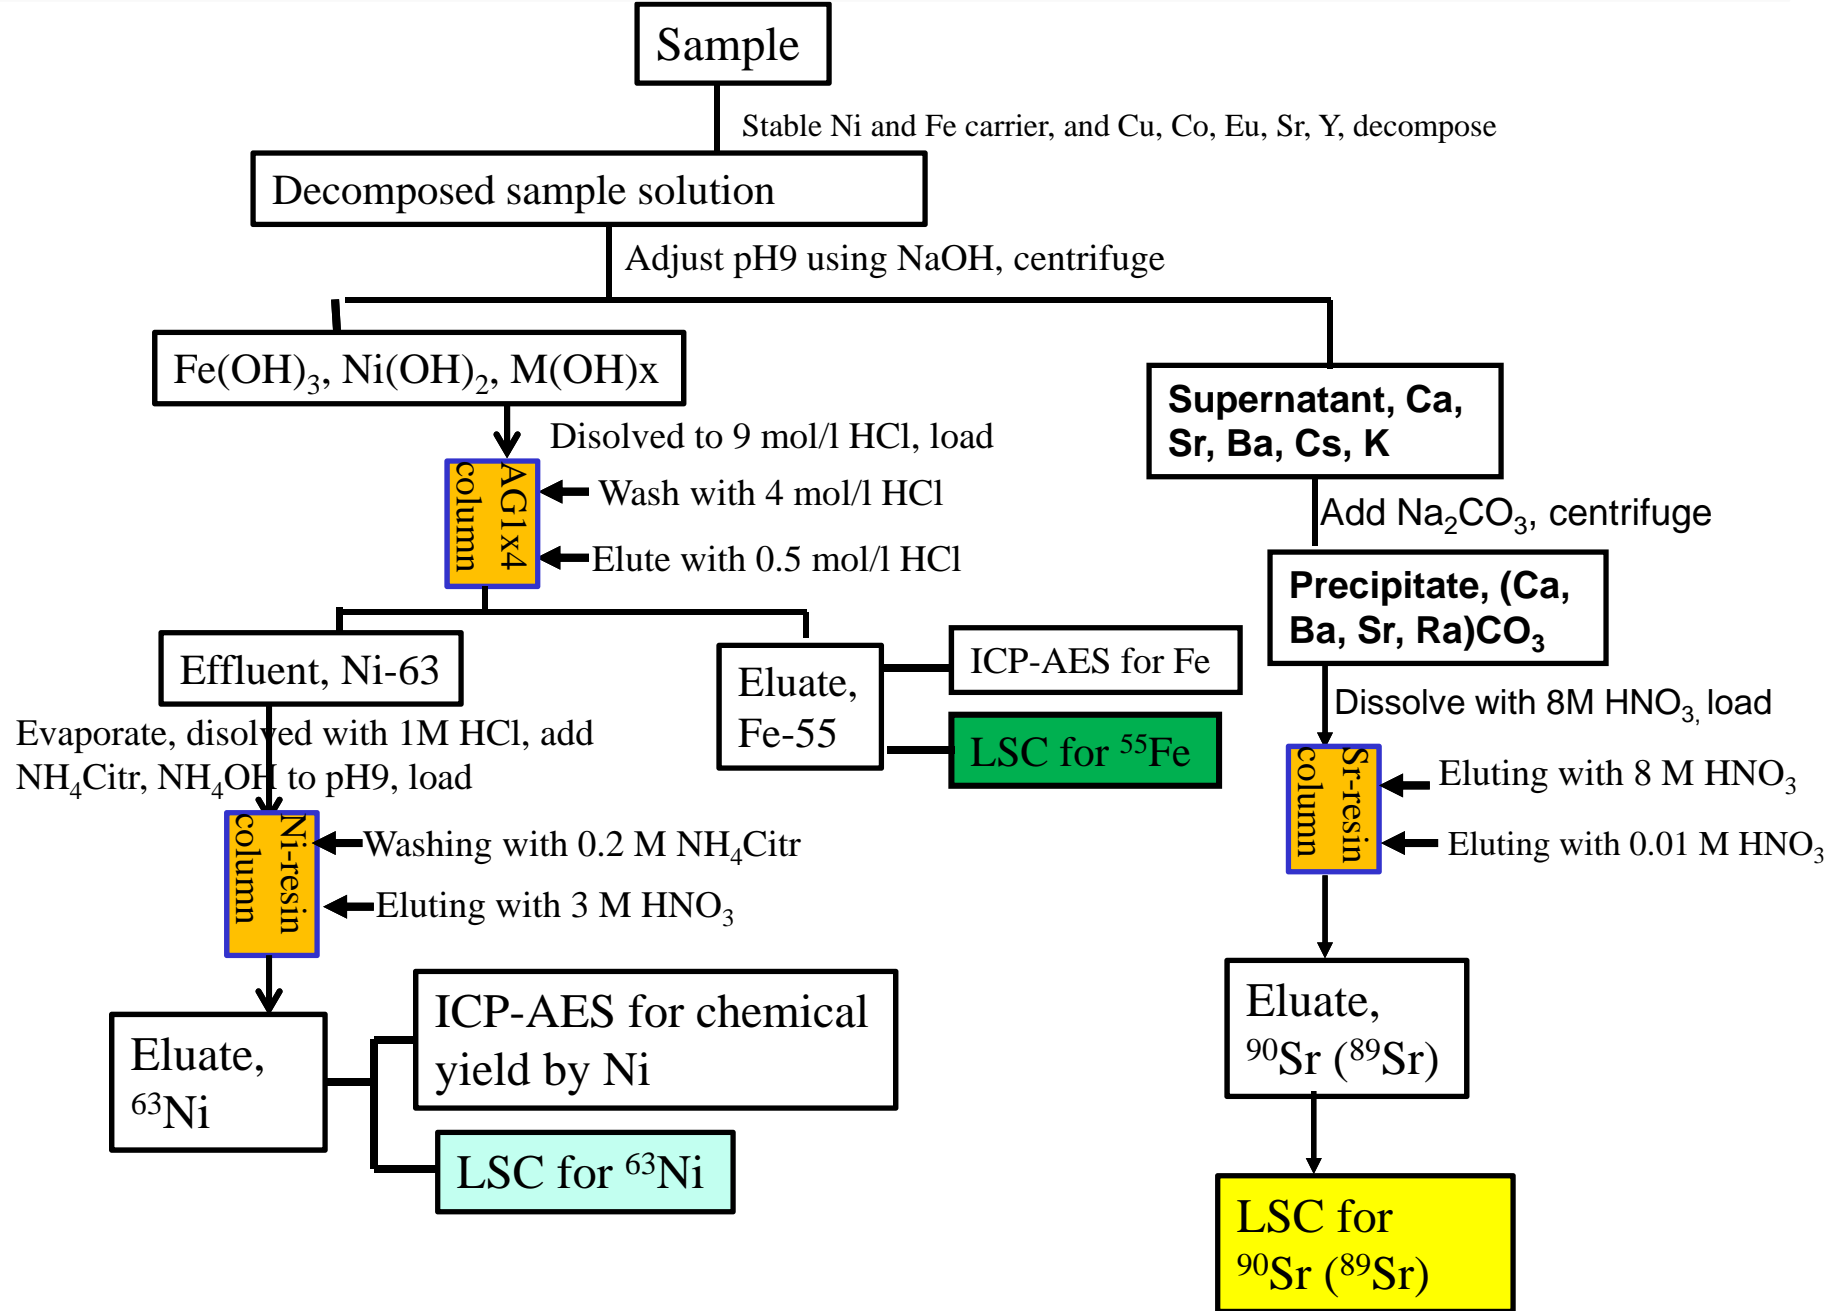 Sample
Stable Ni and Fe carrier, and Cu, Co, Eu, Sr, Y, decompose
Decomposed sample solution
Adjust pH9 using NaOH, centrifuge
Fe(OH)₃, Ni(OH)₂, M(OH)x
Disolved to 9 mol/l HCl, load
AG1x4
column
Wash with 4 mol/l HCl
Elute with 0.5 mol/l HCl
Effluent, Ni-63
Eluate,
Fe-55
ICP-AES for Fe
LSC for ⁵⁵Fe
Evaporate, disolved with 1M HCl, add
NH₄Citr, NH₄OH to pH9, load
Ni-resin
column
Washing with 0.2 M NH₄Citr
Eluting with 3 M HNO₃
Eluate,
⁶³Ni
ICP-AES for chemical
yield by Ni
LSC for ⁶³Ni
Supernatant, Ca,
Sr, Ba, Cs, K
Add Na₂CO₃, centrifuge
Precipitate, (Ca,
Ba, Sr, Ra)CO₃
Dissolve with 8M HNO₃, load
Sr-resin
column
Eluting with 8 M HNO₃
Eluting with 0.01 M HNO₃
Eluate,
⁹⁰Sr (⁸⁹Sr)
LSC for
⁹⁰Sr (⁸⁹Sr)